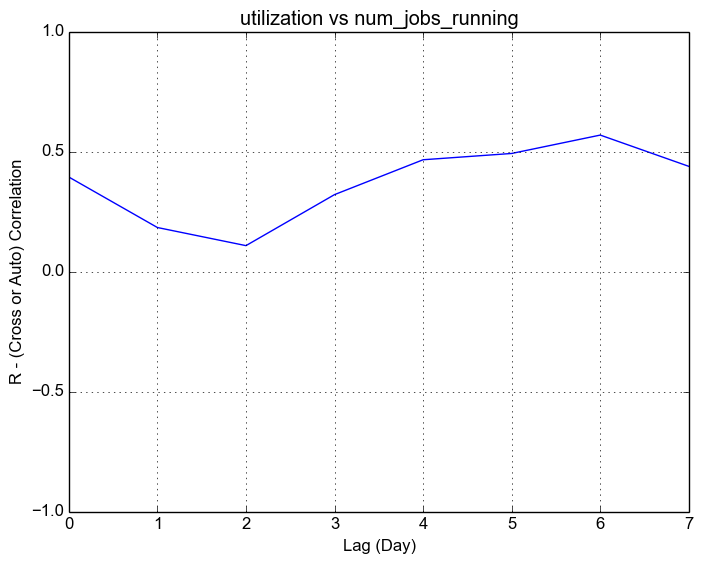 utilization vs num_jobs_running
1.0
0.5
0.0
−0.5
−1.0
R - (Cross or Auto) Correlation
0 1 2 3 4 5 6 7
Lag (Day)